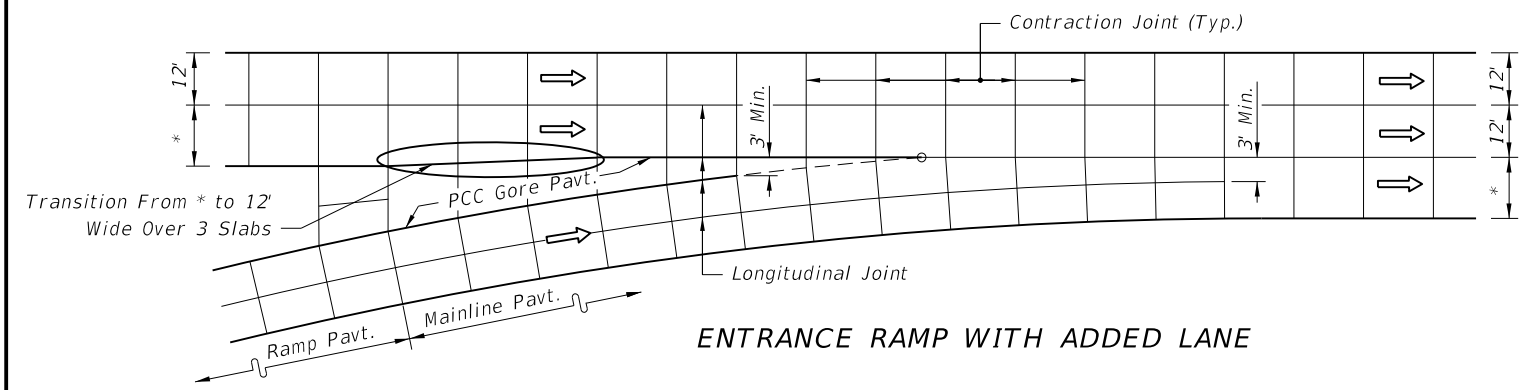 Contraction Joint (Typ.)
12'
*
3' Min.
3' Min.
12'
12'
*
Transition From * to 12'
Wide Over 3 Slabs
PCC Gore Pavt.
Longitudinal Joint
Mainline Pavt.
Ramp Pavt.
ENTRANCE RAMP WITH ADDED LANE